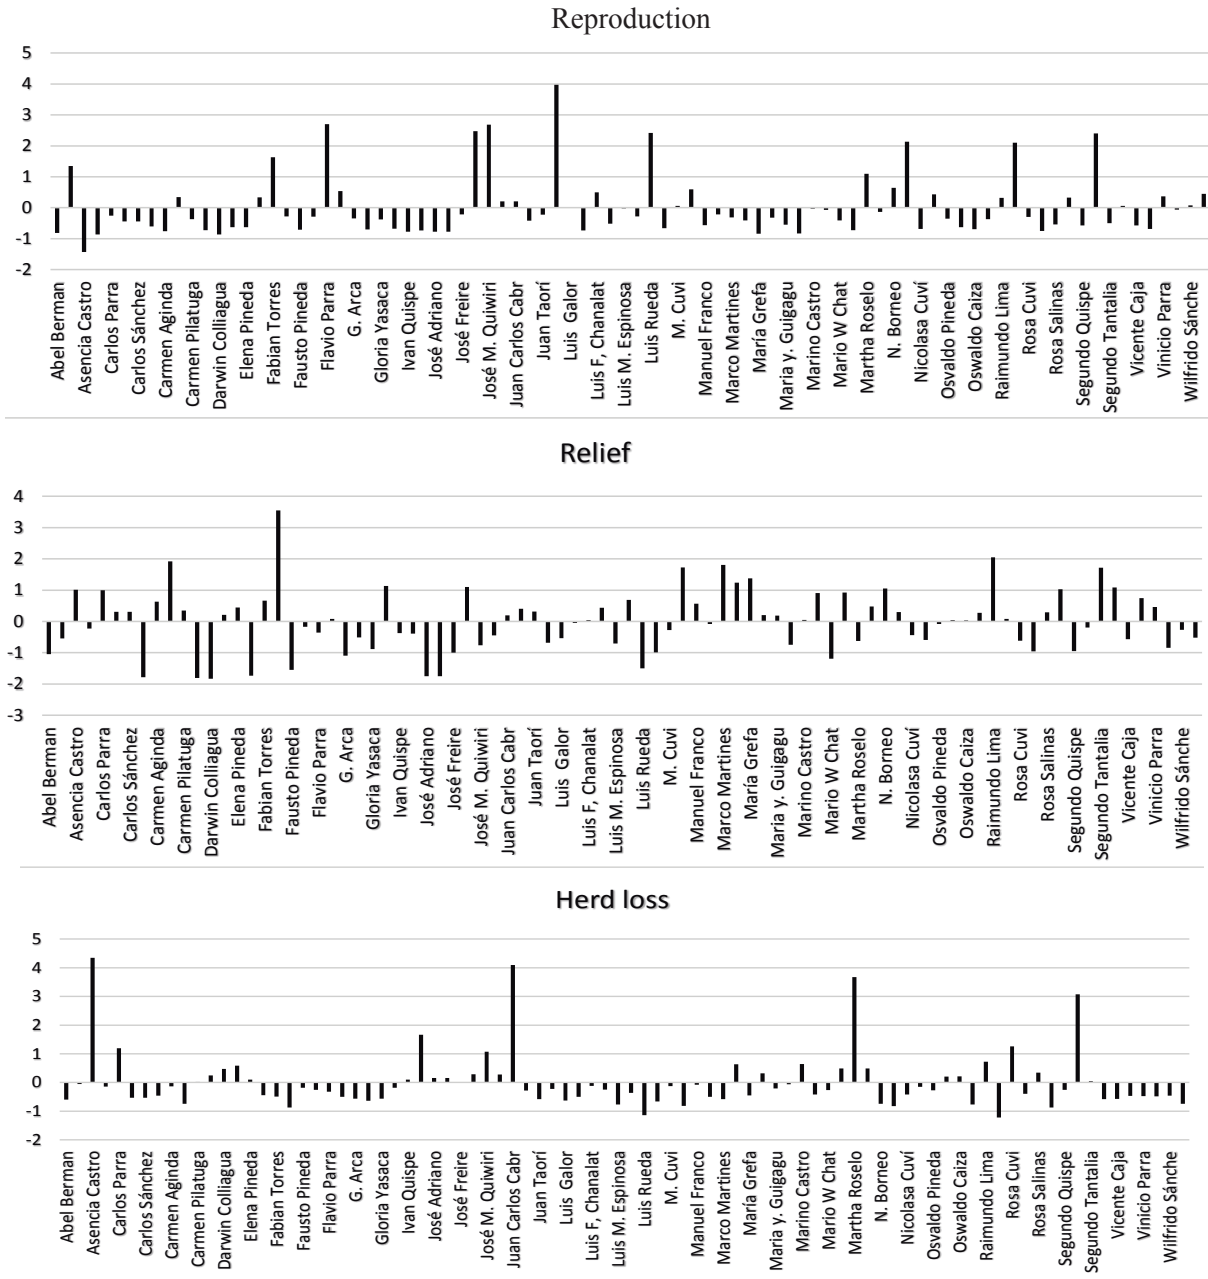 Reproduction
5
4
3
2
1
0
-1
-2
Abel Berman
Asencia Castro
Carlos Parra
Carlos Sánchez
Carmen Aginda
Carmen Pilatuga
Darwin Colliagua
Elena Pineda
Fabian Torres
Fausto Pineda
Flavio Parra
G. Arca
Gloria Yasaca
Ivan Quispe
José Adriano
José Freire
José M. Quiwiri
Juan Carlos Cabr
Juan Taorí
Luis Galor
Luis F, Chanalat
Luis M. Espinosa
Luis Rueda
M. Cuvi
Manuel Franco
Marco Martines
María Grefa
Maria y. Guigagu
Marino Castro
Mario W Chat
Martha Roselo
N. Borneo
Nicolasa Cuví
Osvaldo Pineda
Oswaldo Caiza
Raimundo Lima
Rosa Cuvi
Rosa Salinas
Segundo Quispe
Segundo Tantalia
Vicente Caja
Vinicio Parra
Wilfrido Sánche
Relief
4
3
2
1
0
-1
-2
-3
Abel Berman
Asencia Castro
Carlos Parra
Carlos Sánchez
Carmen Aginda
Carmen Pilatuga
Darwin Colliagua
Elena Pineda
Fabian Torres
Fausto Pineda
Flavio Parra
G. Arca
Gloria Yasaca
Ivan Quispe
José Adriano
José Freire
José M. Quiwiri
Juan Carlos Cabr
Juan Taorí
Luis Galor
Luis F, Chanalat
Luis M. Espinosa
Luis Rueda
M. Cuvi
Manuel Franco
Marco Martines
María Grefa
Maria y. Guigagu
Marino Castro
Mario W Chat
Martha Roselo
N. Borneo
Nicolasa Cuví
Osvaldo Pineda
Oswaldo Caiza
Raimundo Lima
Rosa Cuvi
Rosa Salinas
Segundo Quispe
Segundo Tantalia
Vicente Caja
Vinicio Parra
Wilfrido Sánche
Herd loss
5
4
3
2
1
0
-1
-2
Abel Berman
Asencia Castro
Carlos Parra
Carlos Sánchez
Carmen Aginda
Carmen Pilatuga
Darwin Colliagua
Elena Pineda
Fabian Torres
Fausto Pineda
Flavio Parra
G. Arca
Gloria Yasaca
Ivan Quispe
José Adriano
José Freire
José M. Quiwiri
Juan Carlos Cabr
Juan Taorí
Luis Galor
Luis F, Chanalat
Luis M. Espinosa
Luis Rueda
M. Cuvi
Manuel Franco
Marco Martines
María Grefa
Maria y. Guigagu
Marino Castro
Mario W Chat
Martha Roselo
N. Borneo
Nicolasa Cuví
Osvaldo Pineda
Oswaldo Caiza
Raimundo Lima
Rosa Cuvi
Rosa Salinas
Segundo Quispe
Segundo Tantalia
Vicente Caja
Vinicio Parra
Wilfrido Sánche